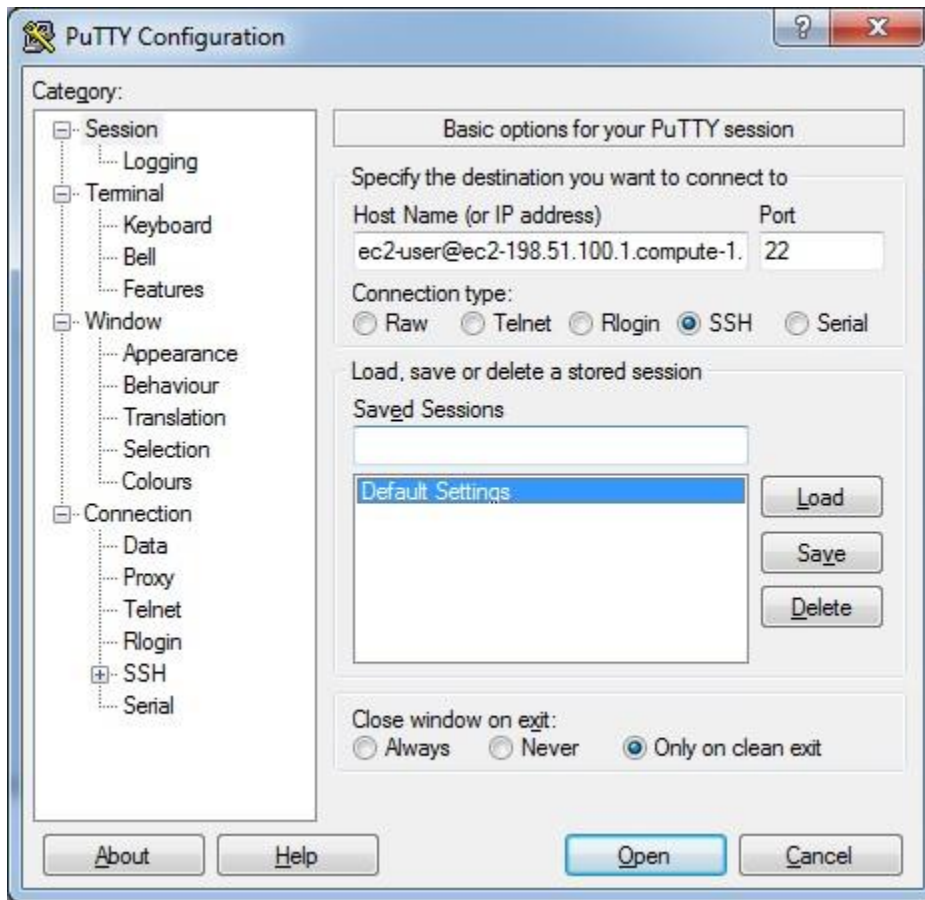 PuTTY Configuration
?
X
Category:
Session
Logging
Terminal
Keyboard
Bell
Features
Window
Appearance
Behaviour
Translation
Selection
Colours
Connection
Data
Proxy
Telnet
Rlogin
SSH
Serial
Basic options for your PuTTY session
Specify the destination you want to connect to
Host Name (or IP address) Port
ec2-user@ec2-198.51.100.1.compute-1. 22
Connection type:
Raw Telnet Rlogin SSH Serial
Load, save or delete a stored session
Saved Sessions
Default Settings
Load
Save
Delete
Close window on exit:
Always Never Only on clean exit
About Help Open Cancel